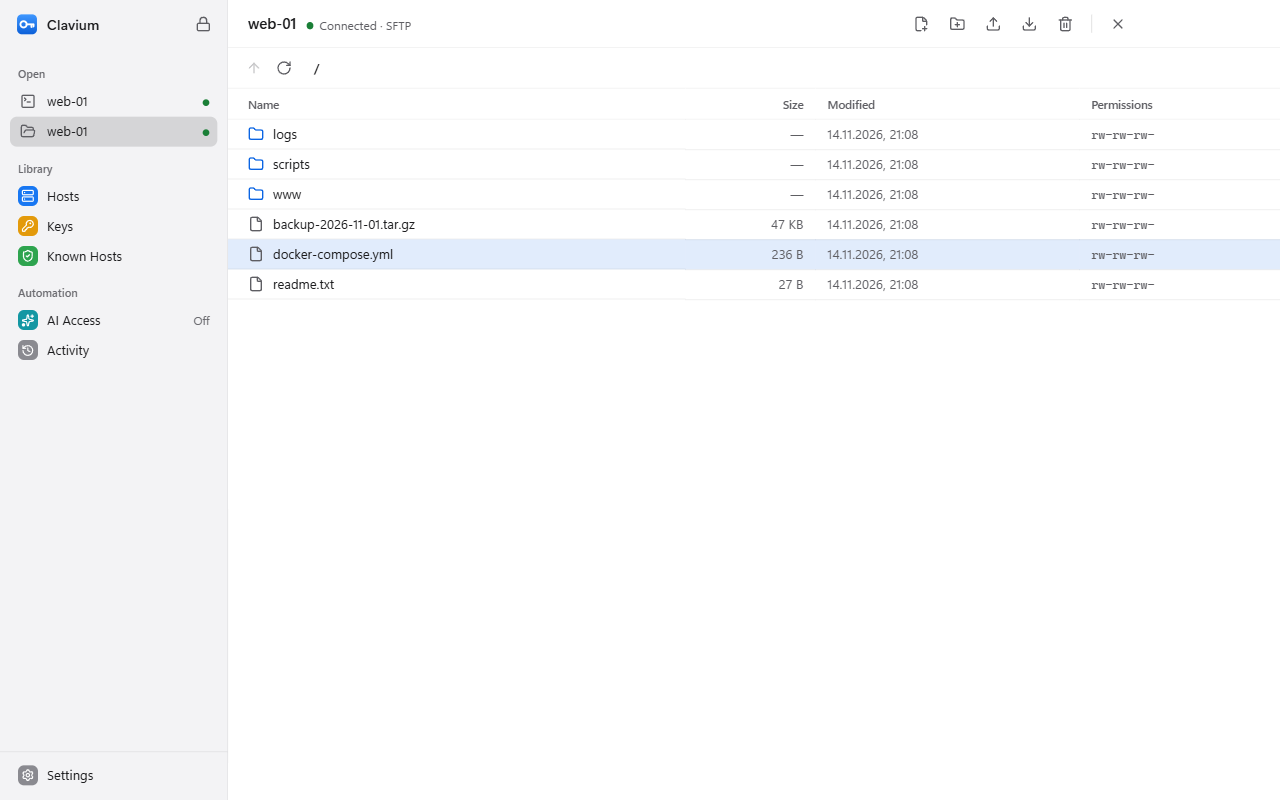 Clavium
Open
web-01
web-01
Library
Hosts
Keys
Known Hosts
Automation
AI Access Off
Activity
Settings
web-01 Connected · SFTP
/
Name Size Modified Permissions
logs — 14.11.2026, 21:08 rw-rw-rw-
scripts — 14.11.2026, 21:08 rw-rw-rw-
www — 14.11.2026, 21:08 rw-rw-rw-
backup-2026-11-01.tar.gz 47 KB 14.11.2026, 21:08 rw-rw-rw-
docker-compose.yml 236 B 14.11.2026, 21:08 rw-rw-rw-
readme.txt 27 B 14.11.2026, 21:08 rw-rw-rw-